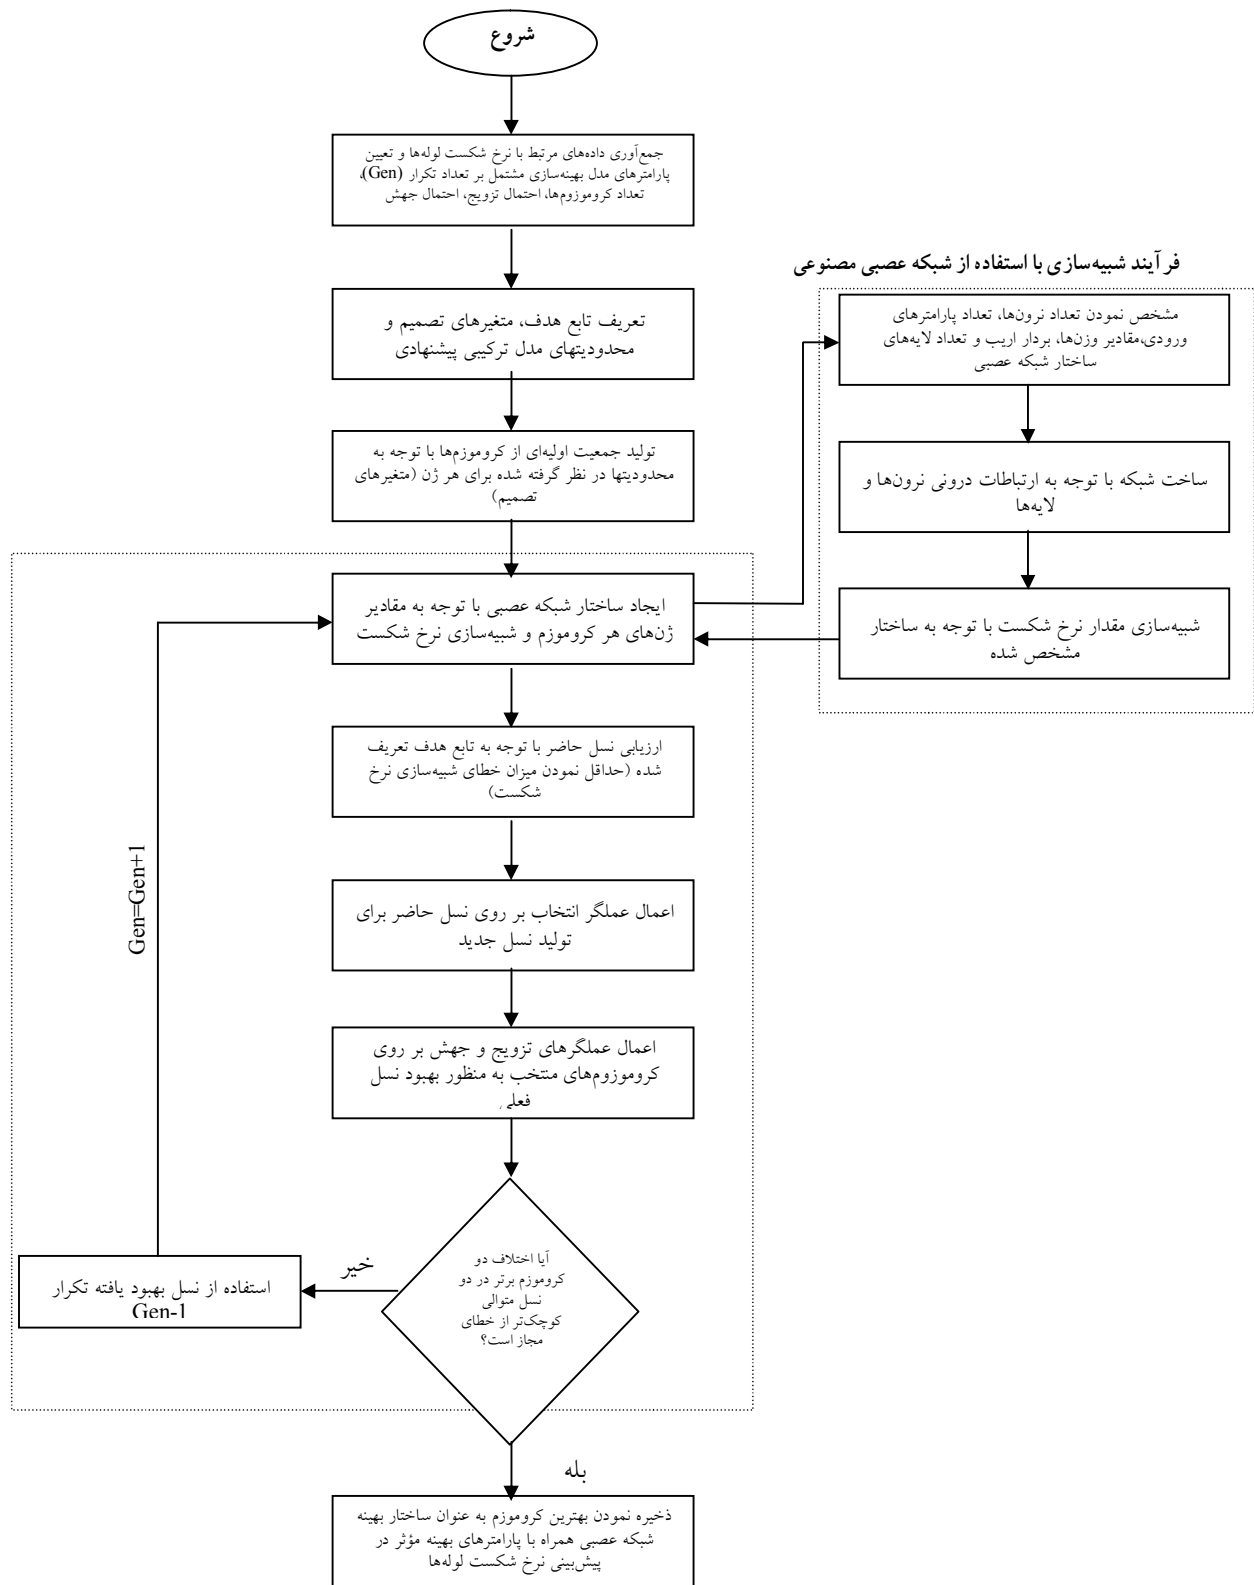 شروع
جمع‌آوری داده‌های مرتبط با نرخ شکست لوله‌ها و تعیین
پارامترهای مدل بهینه‌سازی مشتمل بر تعداد تکرار (Gen)،
تعداد کروموزوم‌ها، احتمال تزویج، احتمال جهش
تعریف تابع هدف، متغیرهای تصمیم و
محدودیتهای مدل ترکیبی پیشنهادی
تولید جمعیت اولیه‌ای از کروموزم‌ها با توجه به
محدودیتها در نظر گرفته شده برای هر ژن (متغیرهای
تصمیم)
فرآیند شبیه‌سازی با استفاده از شبکه عصبی مصنوعی
مشخص نمودن تعداد نرون‌ها، تعداد پارامترهای
ورودی،مقادیر وزن‌ها، بردار اریب و تعداد لایه‌های
ساختار شبکه عصبی
ساخت شبکه با توجه به ارتباطات درونی نرون‌ها و
لایه‌ها
شبیه‌سازی مقدار نرخ شکست با توجه به ساختار
مشخص شده
ایجاد ساختار شبکه عصبی با توجه به مقادیر
ژن‌های هر کروموزم و شبیه‌سازی نرخ شکست
ارزیابی نسل حاضر با توجه به تابع هدف تعریف
شده (حداقل نمودن میزان خطای شبیه‌سازی نرخ
شکست)
اعمال عملگر انتخاب بر روی نسل حاضر برای
تولید نسل جدید
اعمال عملگرهای تزویج و جهش بر روی
کروموزوم‌های منتخب به منظور بهبود نسل
فعلی
آیا اختلاف دو
کروموزم برتر در دو
نسل متوالی
کوچک‌تر از خطای
مجاز است؟
خیر
استفاده از نسل بهبود یافته تکرار
Gen-1
Gen=Gen+1
بله
ذخیره نمودن بهترین کروموزم به عنوان ساختار بهینه
شبکه عصبی همراه با پارامترهای بهینه مؤثر در
پیش‌بینی نرخ شکست لوله‌ها